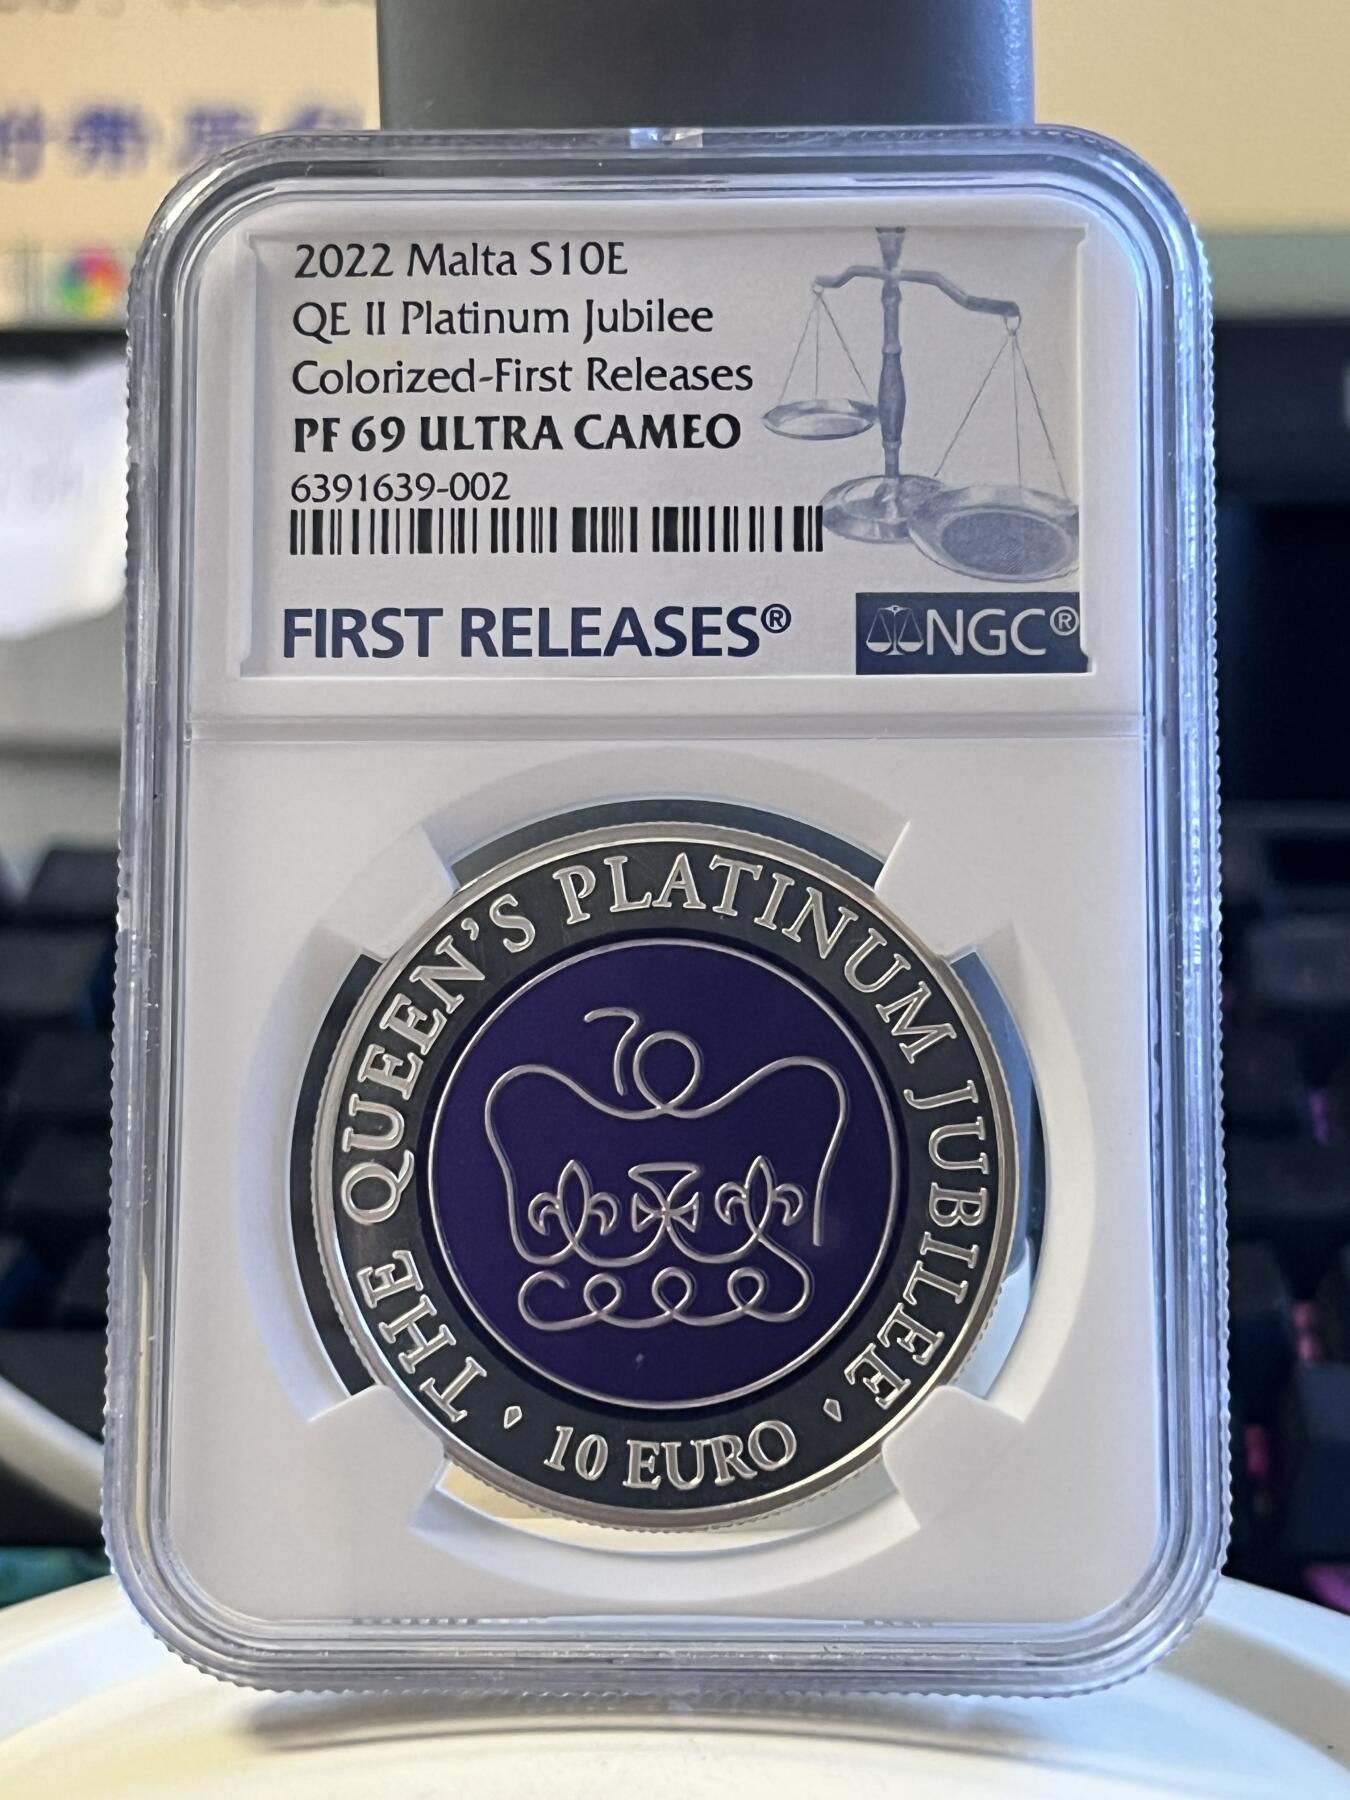 2022 Malta S10E
QE II Platinum Jubilee
Colorized-First Releases
PF 69 ULTRA CAMEO
6391639-002
FIRST RELEASES®
NGC®
THE QUEEN'S PLATINUM JUBILEE
10 EURO
70